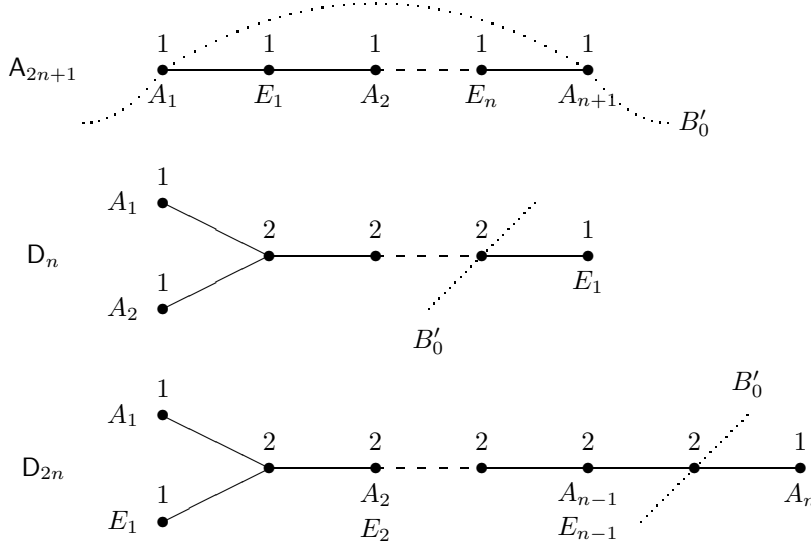 1 1 1 1 1
A_{2n+1}
A_1 E_1 A_2 E_n A_{n+1} B'_0
1
A_1
2 2 2 1
D_n
1
E_1
A_2
B'_0
1 B'_0
A_1
2 2 2 2 2 1
D_{2n}
1 A_2 A_{n-1} A_n
E_1 E_2 E_{n-1}